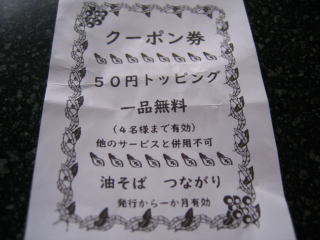 クーポン券
５０円トッピング
一品無料
（４名様まで有効）
他のサービスと併用不可
油そば　つながり
発行から一か月有効